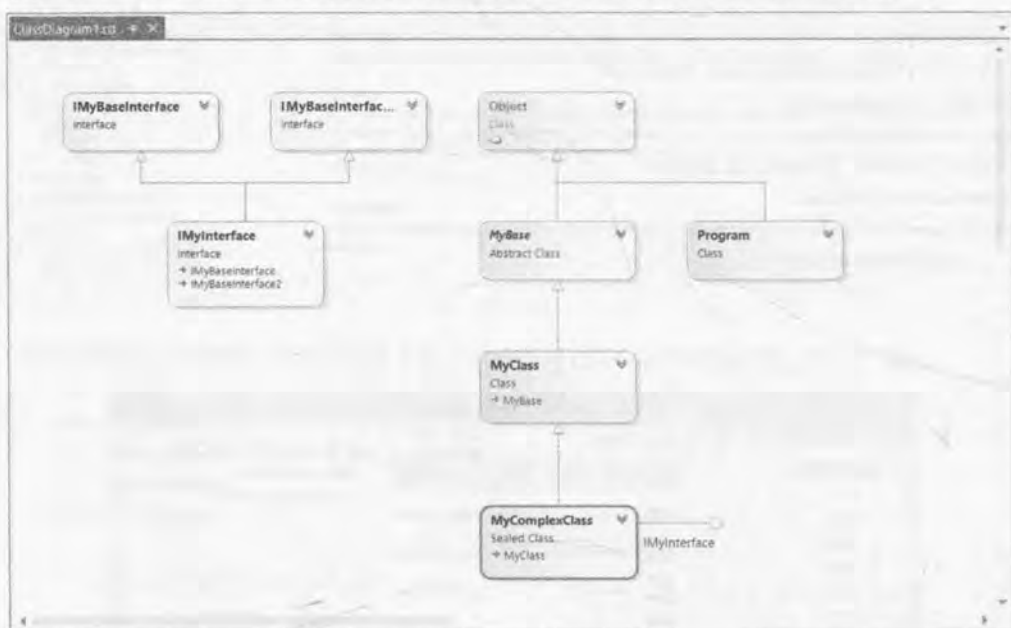 ClassDiagram1.cd
IMyBaseInterface
Interface
IMyBaseInterfac...
Interface
Object
Class
IMyInterface
Interface
→ IMyBaseInterface
→ IMyBaseInterface2
MyBase
Abstract Class
Program
Class
MyClass
Class
→ MyBase
MyComplexClass
Sealed Class
→ MyClass
IMyInterface